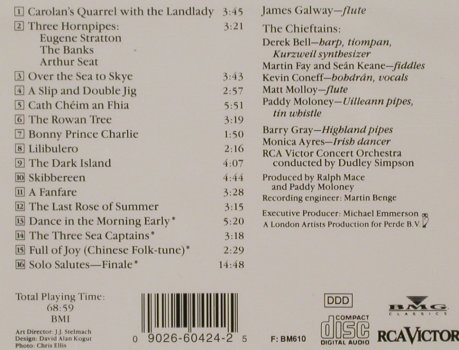 1 Carolan's Quarrel with the Landlady 3:45
2 Three Hornpipes: 3:21
Eugene Stratton
The Banks
Arthur Seat
3 Over the Sea to Skye 3:43
4 A Slip and Double Jig 2:57
5 Cath Chéim an Fhia 5:51
6 The Rowan Tree 3:19
7 Bonny Prince Charlie 1:50
8 Lilibulero 2:06
9 The Dark Island 4:07
10 Skibbereen 4:44
11 A Fanfare 3:28
12 The Last Rose of Summer 3:15
13 Dance in the Morning Early* 5:20
14 The Three Sea Captains* 3:18
15 Full of Joy (Chinese Folk-tune)* 2:29
16 Solo Salutes—Finale* 14:48
Total Playing Time:
68:59
BMI
Art Director: J.J. Stelmach
Design: David Alan Kogut
Photo: Chris Ellis
0 09026-60424-2 5
James Galway—flute
The Chieftains:
Derek Bell—harp, tiompan,
Kurzweil synthesizer
Martin Fay and Seán Keane—fiddles
Kevin Coneff—bohdrán, vocals
Matt Molloy—flute
Paddy Moloney—Uilleann pipes,
tin whistle
Barry Gray—Highland pipes
Monica Ayres—Irish dancer
RCA Victor Concert Orchestra
conducted by Dudley Simpson
Produced by Ralph Mace
and Paddy Moloney
Recording engineer: Martin Benge
Executive Producer: Michael Emmerson
A London Artists Production for Perde B.V.
DDD
F: BM610
COMPACT
disc
DIGITAL AUDIO
BMG
CLASSICS
RCA VICTOR